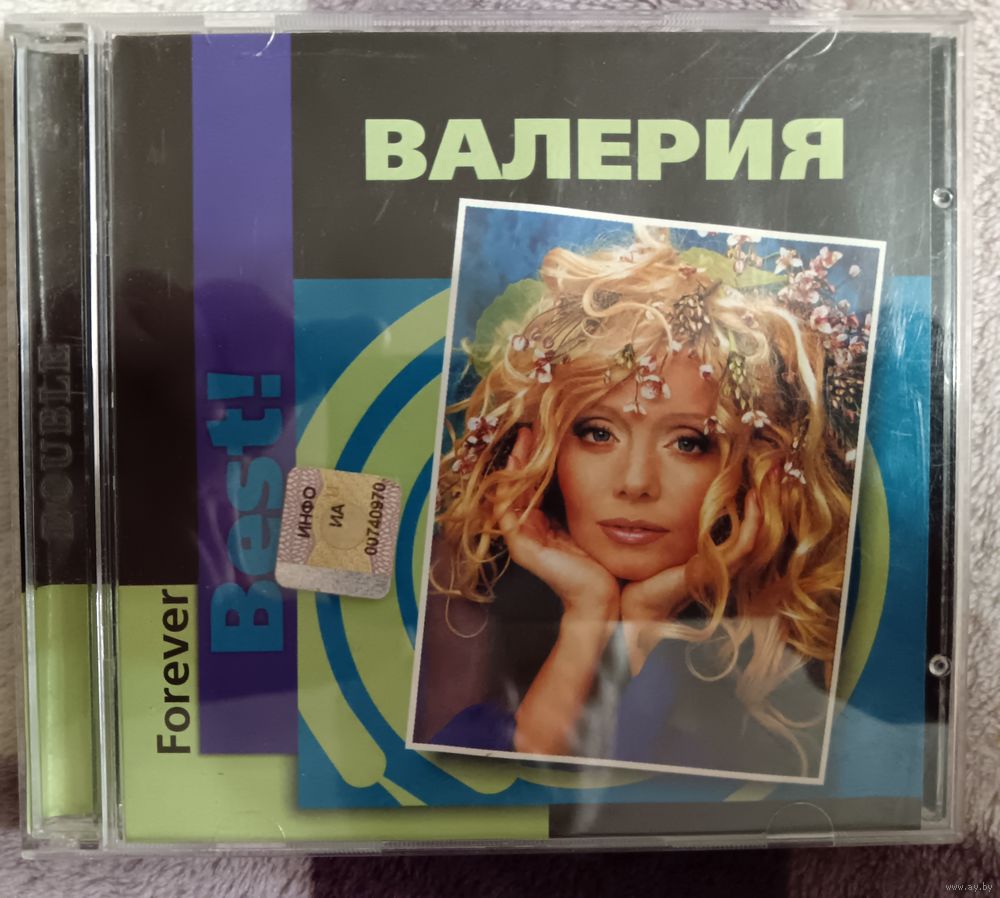 ВАЛЕРИЯ
Forever
Best!
DOUBLE
ИНФО
ИА
00740970
www.ay.by